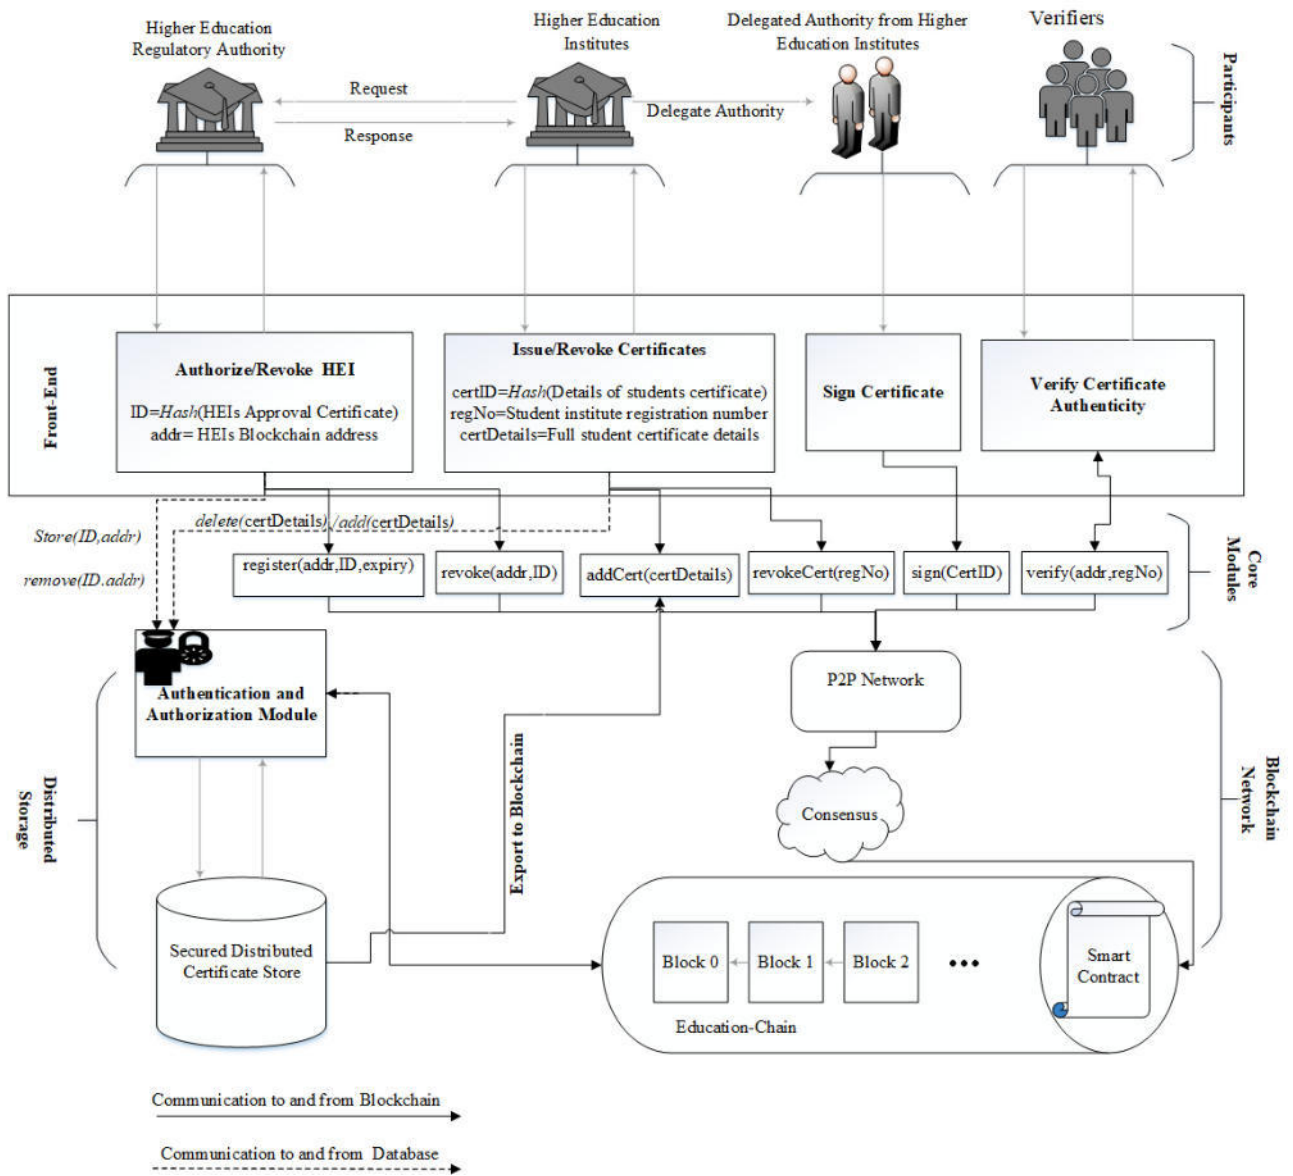 Higher Education
Regulatory Authority
Higher Education
Institutes
Delegated Authority from Higher
Education Institutes
Verifiers
Participants
Request
Response
Delegate Authority
Front-End
Authorize/Revoke HEI
ID=Hash(HEIs Approval Certificate)
addr= HEIs Blockchain address
Issue/Revoke Certificates
certID=Hash(Details of students certificate)
regNo=Student institute registration number
certDetails=Full student certificate details
Sign Certificate
Verify Certificate
Authenticity
Store(ID,addr)
remove(ID.addr)
delete(certDetails) /add(certDetails)
register(addr,ID,expiry)
revoke(addr,ID)
addCert(certDetails)
revokeCert(regNo)
sign(CertID)
verify(addr,regNo)
Core
Modules
Authentication and
Authorization Module
P2P Network
Consensus
Blockchain
Network
Distributed
Storage
Export to Blockchain
Secured Distributed
Certificate Store
Block 0
Block 1
Block 2
•••
Smart
Contract
Education-Chain
Communication to and from Blockchain
Communication to and from Database